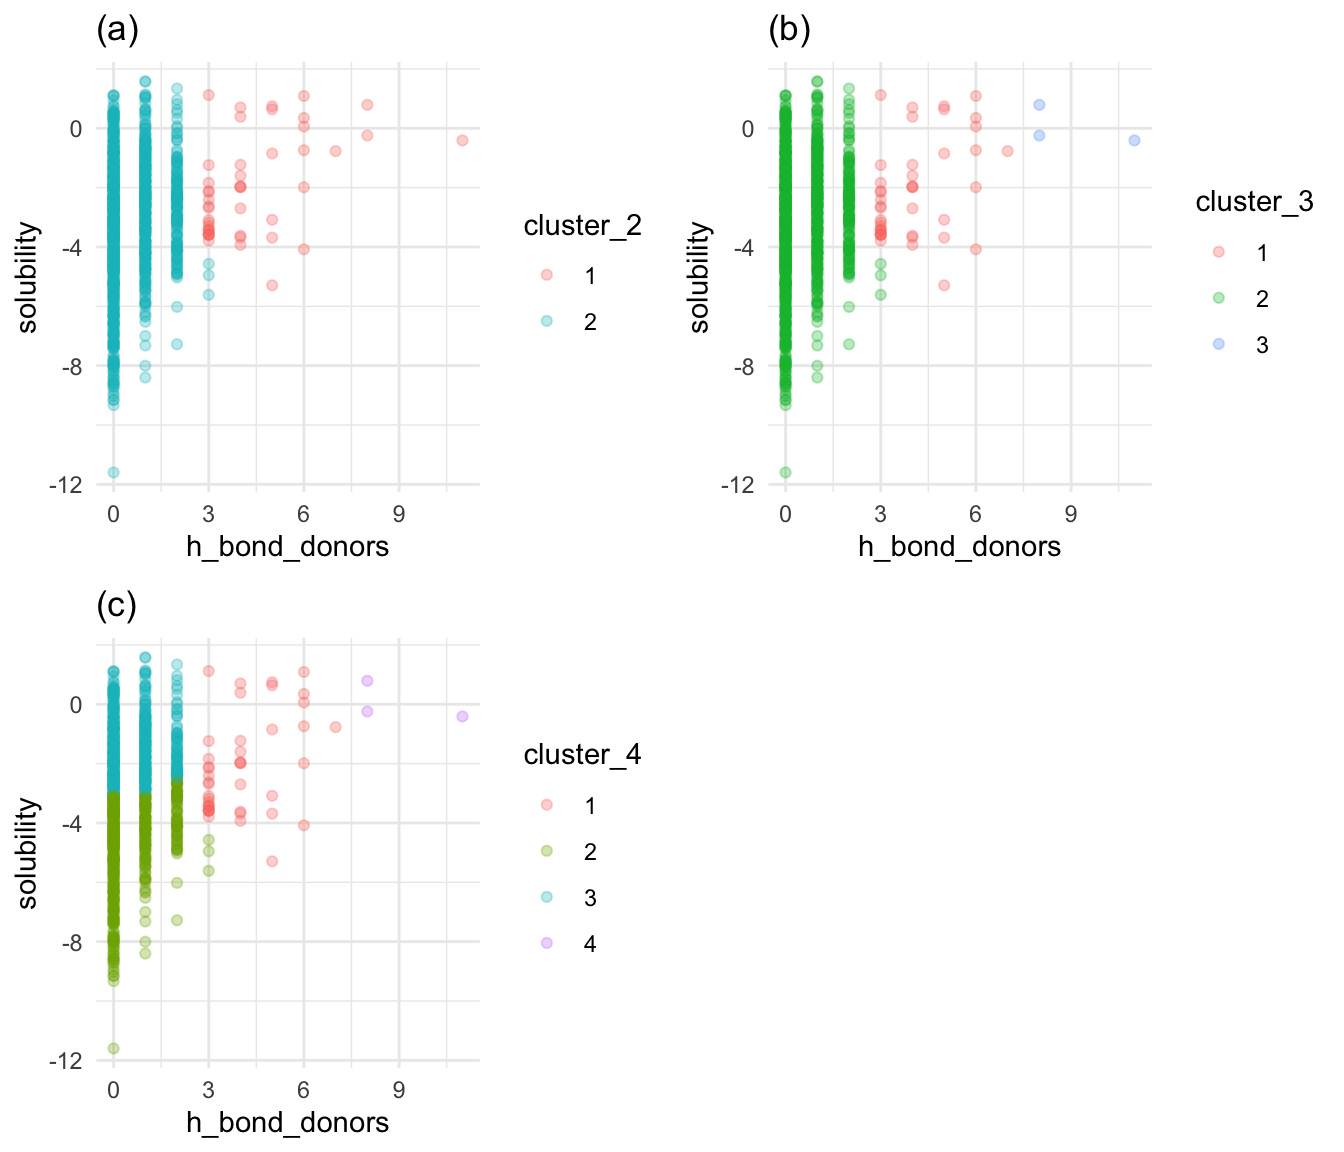 (a)
0
-4
-8
-12
solubility
0 3 6 9
h_bond_donors
cluster_2
1
2
(b)
0
-4
-8
-12
solubility
0 3 6 9
h_bond_donors
cluster_3
1
2
3
(c)
0
-4
-8
-12
solubility
0 3 6 9
h_bond_donors
cluster_4
1
2
3
4